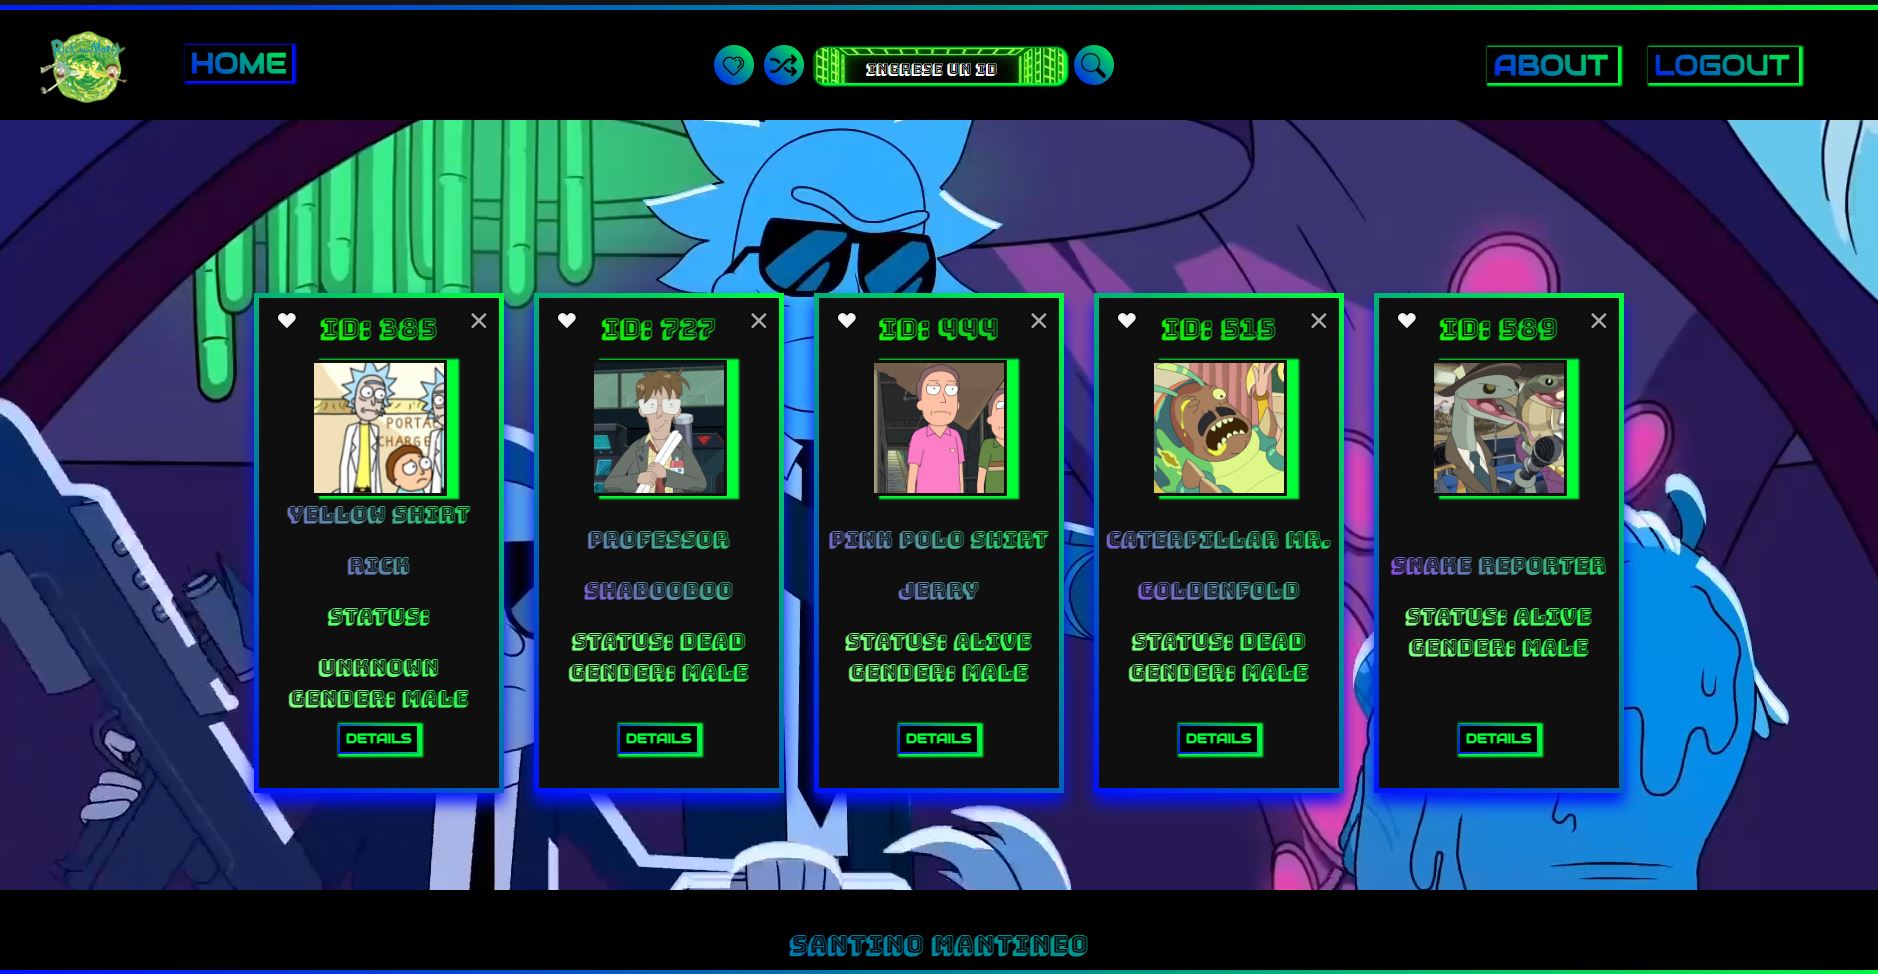 Rick and Morty
HOME
INGRESE UN ID
ABOUT
LOGOUT
ID: 385
PORTAL
CHARGE
YELLOW SHIRT
RICK
STATUS:
UNKNOWN
GENDER: MALE
DETAILS
ID: 727
PROFESSOR
SHABOOBOO
STATUS: DEAD
GENDER: MALE
DETAILS
ID: 444
PINK POLO SHIRT
JERRY
STATUS: ALIVE
GENDER: MALE
DETAILS
ID: 515
CATERPILLAR MR.
GOLDENFOLD
STATUS: DEAD
GENDER: MALE
DETAILS
ID: 589
SNAKE REPORTER
STATUS: ALIVE
GENDER: MALE
DETAILS
SANTINO MANTINEO